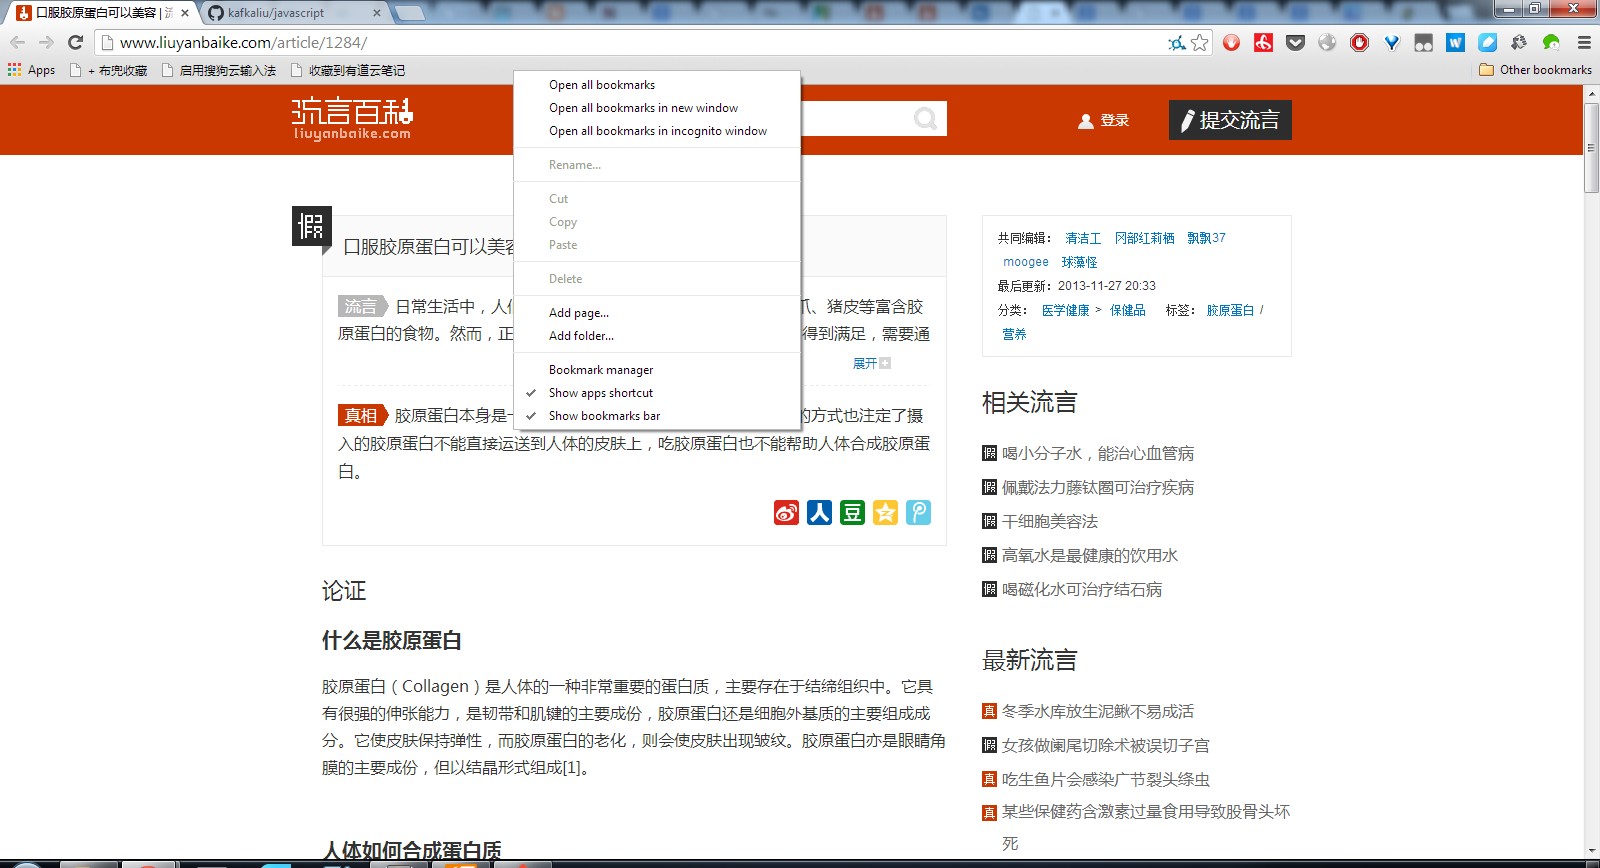 口服胶原蛋白可以美容 | 流
kafkaliu/javascript
www.liuyanbaike.com/article/1284/
Apps
+ 布兜收藏
启用搜狗云输入法
收藏到有道云笔记
Other bookmarks
流言百科
liuyanbaike.com
登录
提交流言
Open all bookmarks
Open all bookmarks in new window
Open all bookmarks in incognito window
Rename...
Cut
Copy
Paste
Delete
Add page...
Add folder...
Bookmark manager
Show apps shortcut
Show bookmarks bar
假
口服胶原蛋白可以美容
流言 日常生活中，人们 爪、猪皮等富含胶
原蛋白的食物。然而，正 得到满足，需要通
展开
真相 胶原蛋白本身是一 的方式也注定了摄
入的胶原蛋白不能直接运送到人体的皮肤上，吃胶原蛋白也不能帮助人体合成胶原蛋
白。
人 豆
论证
什么是胶原蛋白
胶原蛋白（Collagen）是人体的一种非常重要的蛋白质，主要存在于结缔组织中。它具
有很强的伸张能力，是韧带和肌腱的主要成份，胶原蛋白还是细胞外基质的主要组成成
分。它使皮肤保持弹性，而胶原蛋白的老化，则会使皮肤出现皱纹。胶原蛋白亦是眼睛角
膜的主要成份，但以结晶形式组成[1]。
人体如何合成蛋白质
共同编辑： 清洁工 冈部红莉栖 飘飘37
moogee 球藻怪
最后更新：2013-11-27 20:33
分类： 医学健康 > 保健品 标签： 胶原蛋白 /
营养
相关流言
假 喝小分子水，能治心血管病
假 佩戴法力藤钛圈可治疗疾病
假 干细胞美容法
假 高氧水是最健康的饮用水
假 喝磁化水可治疗结石病
最新流言
真 冬季水库放生泥鳅不易成活
假 女孩做阑尾切除术被误切子宫
真 吃生鱼片会感染广节裂头绦虫
真 某些保健药含激素过量食用导致股骨头坏
死